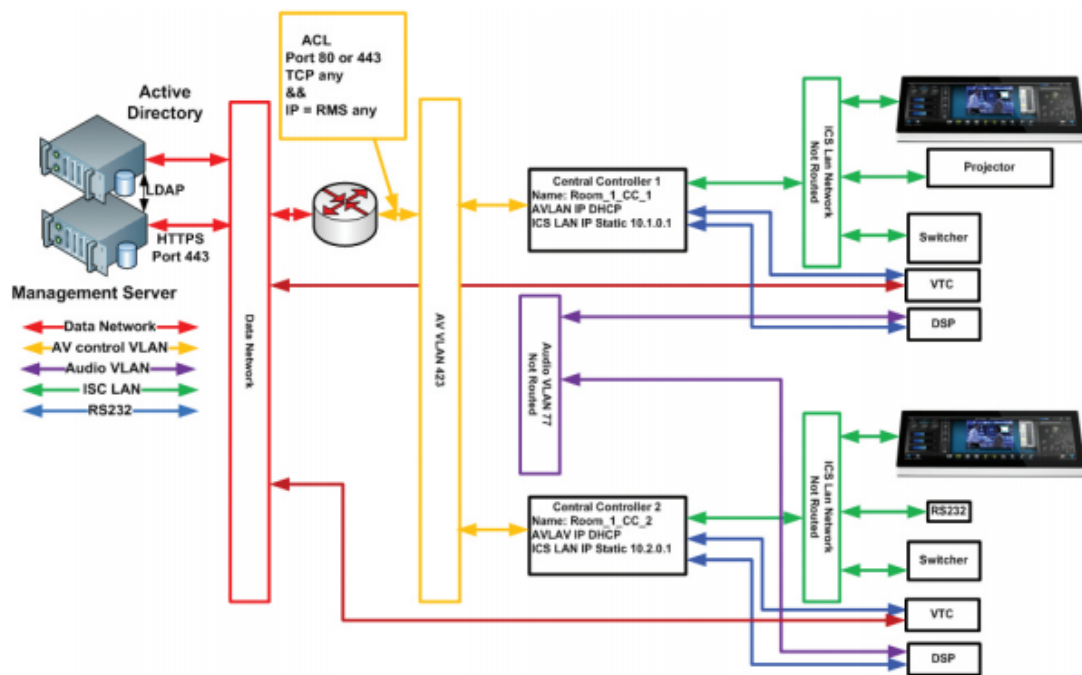 ACL
Port 80 or 443
TCP any
&&
IP = RMS any
Active
Directory
LDAP
HTTPS
Port 443
Management Server
Data Network
AV control VLAN
Audio VLAN
ISC LAN
RS232
Data Network
AV VLAN 423
Central Controller 1
Name: Room_1_CC_1
AVLAN IP DHCP
ICS LAN IP Static 10.1.0.1
Audio VLAN 77
Not Routed
Central Controller 2
Name: Room_1_CC_2
AVLAV IP DHCP
ICS LAN IP Static 10.2.0.1
ICS Lan Network
Not Routed
Projector
Switcher
VTC
DSP
ICS Lan Network
Not Routed
RS232
Switcher
VTC
DSP